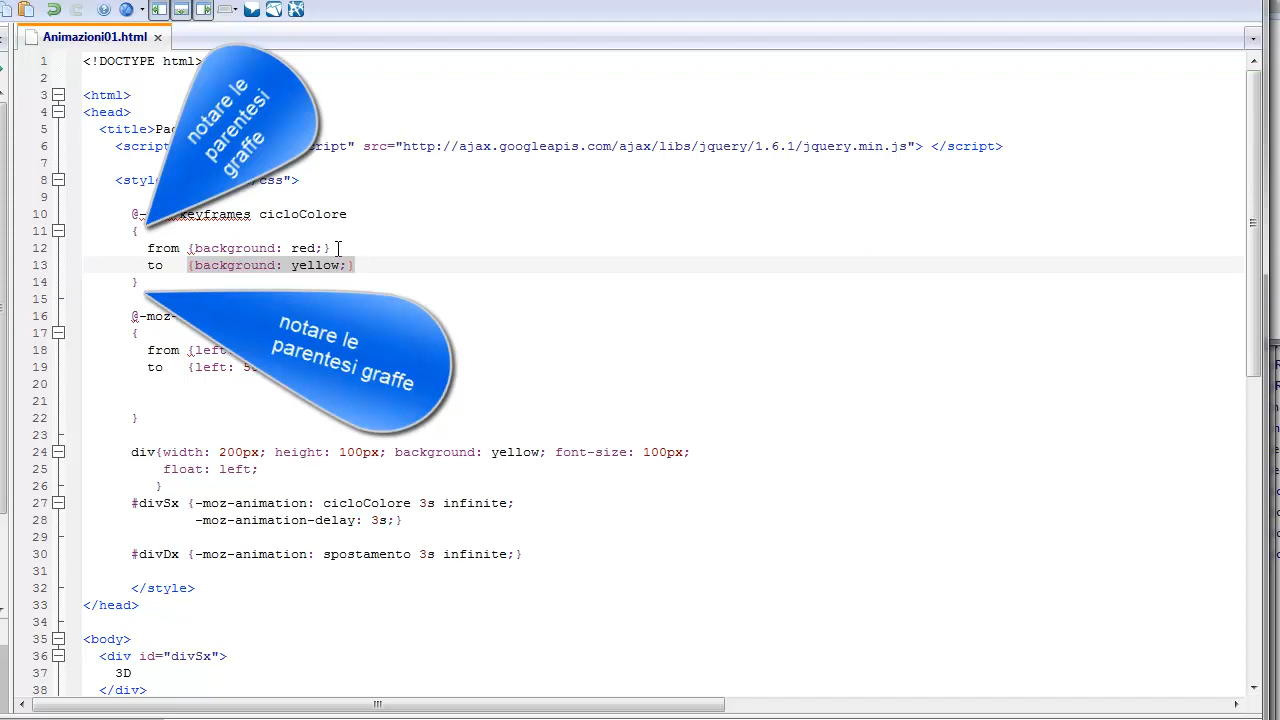 Animazioni01.html
1 <!DOCTYPE html>
2
3 <html>
4 <head>
5 <title>
notare le
parentesi
graffe
6 <script src="http://ajax.googleapis.com/ajax/libs/jquery/1.6.1/jquery.min.js"> </script>
7
8 <style css">
9
10 @- keyframes cicloColore
11 {
12 from {background: red;}
13 to {background: yellow;}
14 }
15
16 @-moz-
17 {
18 from {left:
19 to {left:
notare le
parentesi graffe
20
21
22 }
23
24 div{width: 200px; height: 100px; background: yellow; font-size: 100px;
25 float: left;
26 }
27 #divSx {-moz-animation: cicloColore 3s infinite;
28 -moz-animation-delay: 3s;}
29
30 #divDx {-moz-animation: spostamento 3s infinite;}
31
32 </style>
33 </head>
34
35 <body>
36 <div id="divSx">
37 3D
38 </div>